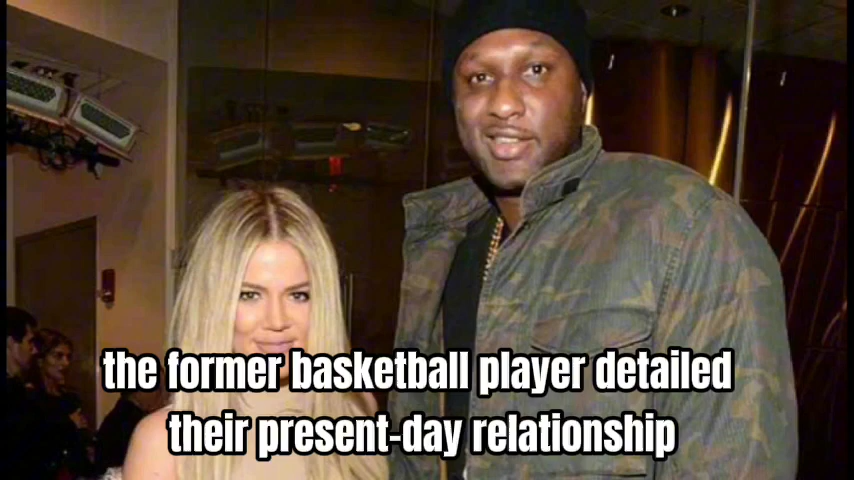 the former basketball player detailed
their present-day relationship